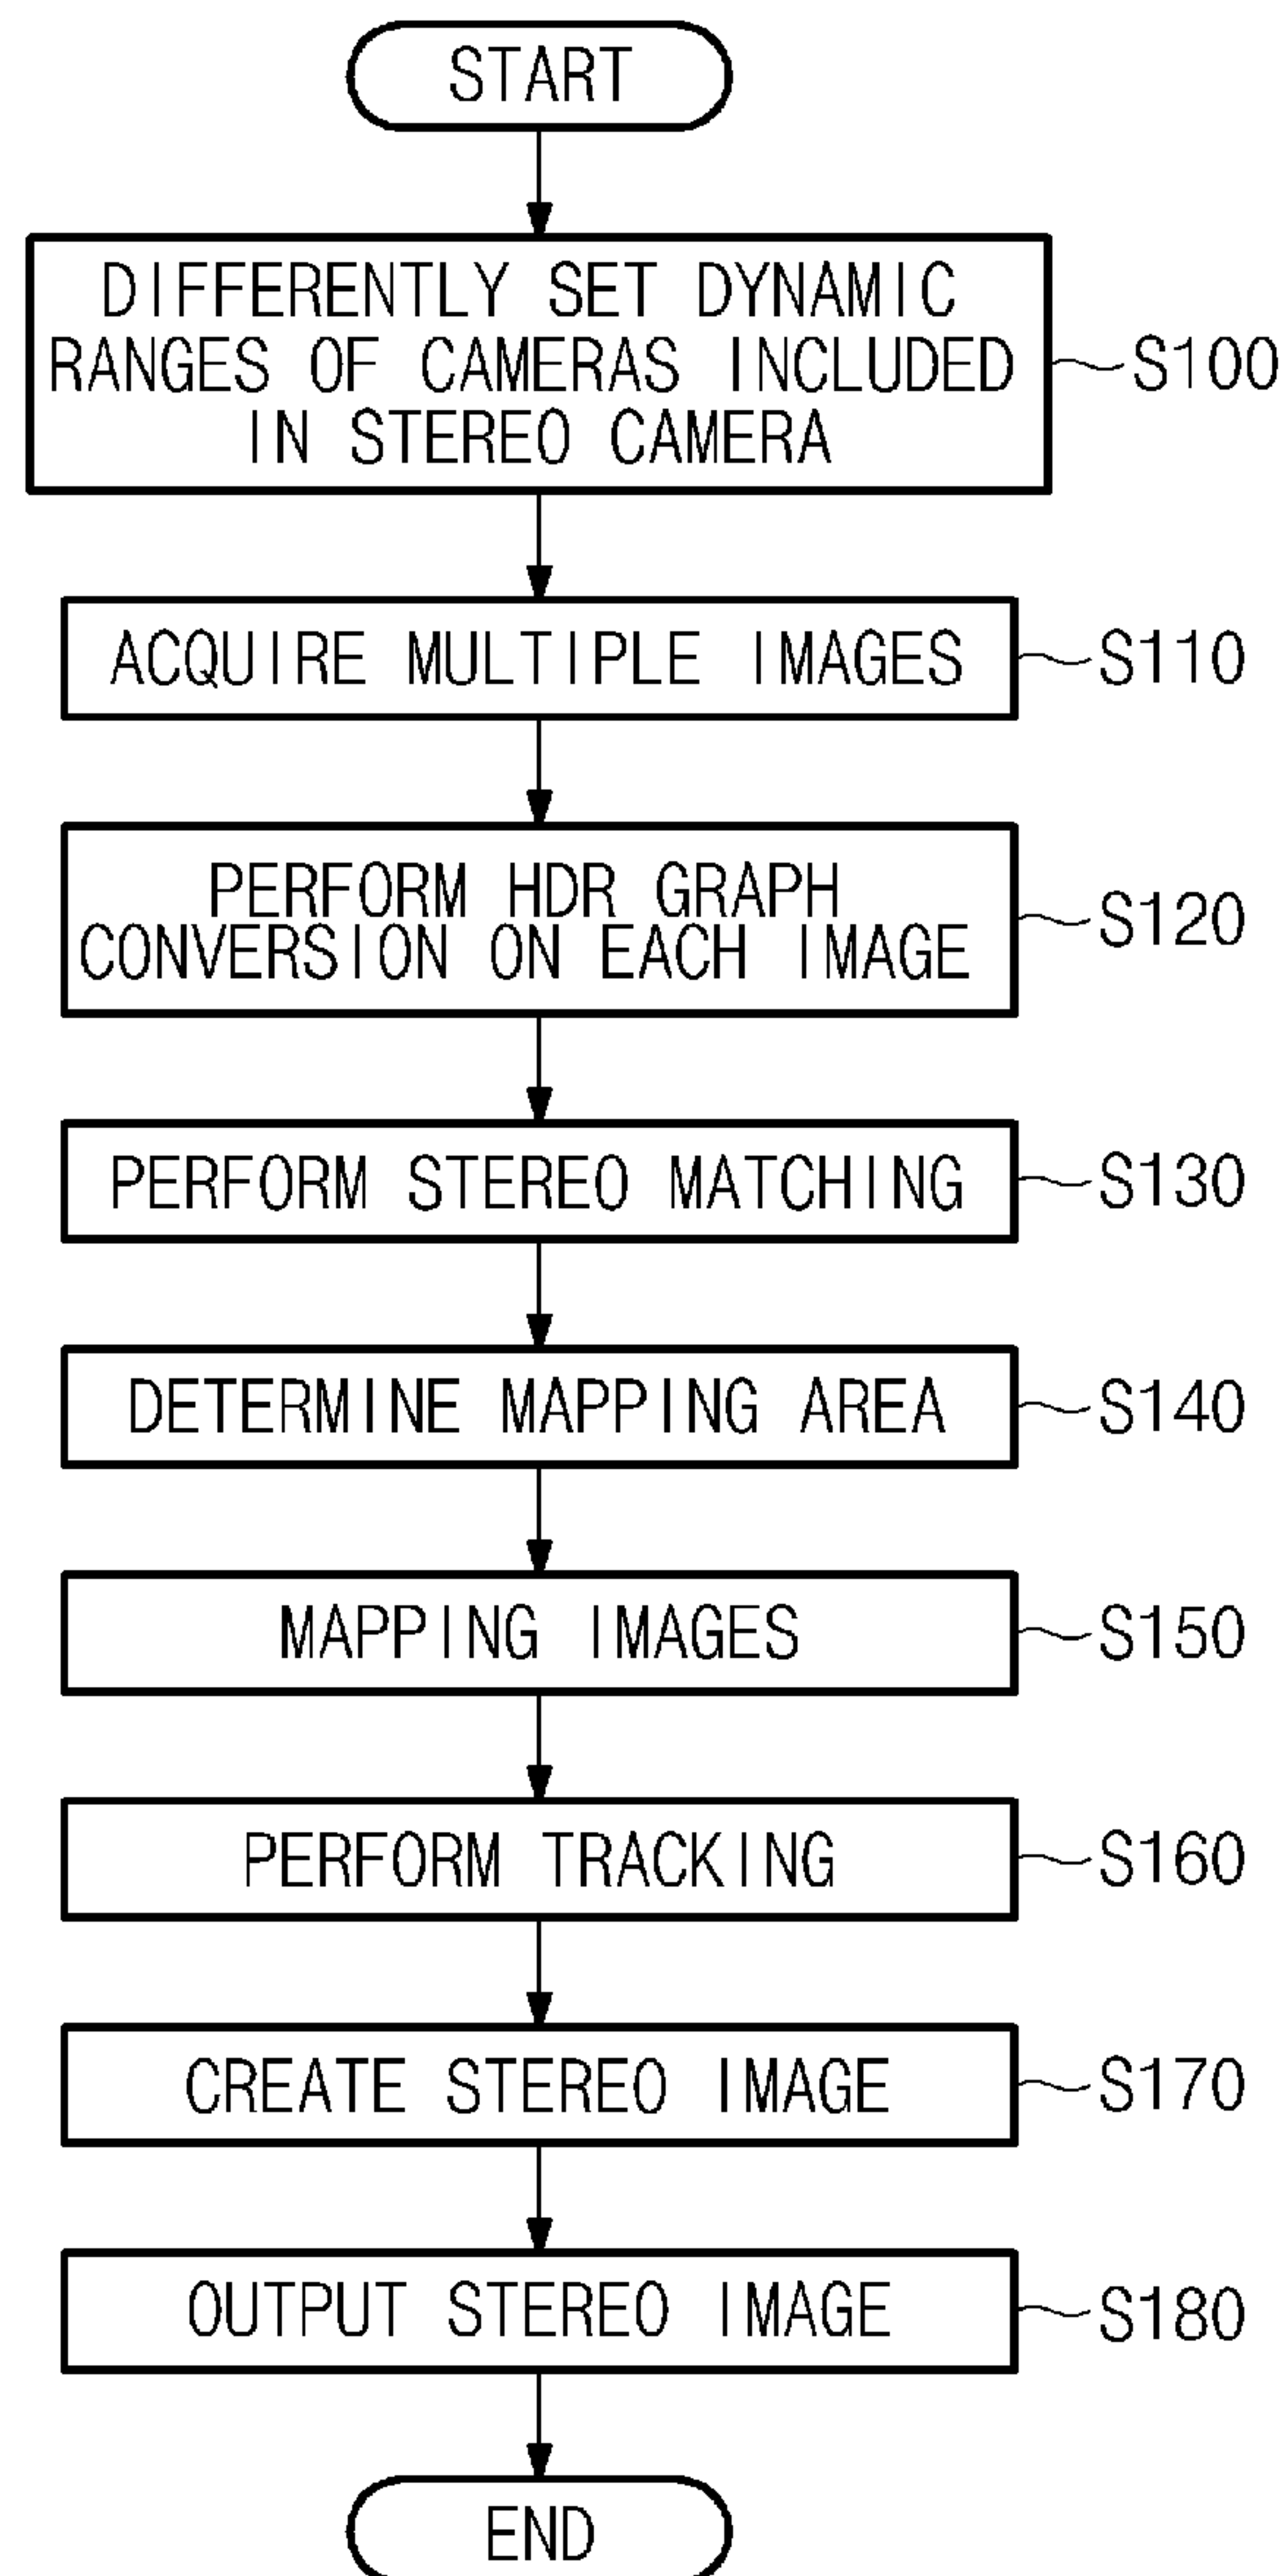 START
DIFFERENTLY SET DYNAMIC
RANGES OF CAMERAS INCLUDED
IN STEREO CAMERA
S100
ACQUIRE MULTIPLE IMAGES
S110
PERFORM HDR GRAPH
CONVERSION ON EACH IMAGE
S120
PERFORM STEREO MATCHING
S130
DETERMINE MAPPING AREA
S140
MAPPING IMAGES
S150
PERFORM TRACKING
S160
CREATE STEREO IMAGE
S170
OUTPUT STEREO IMAGE
S180
END